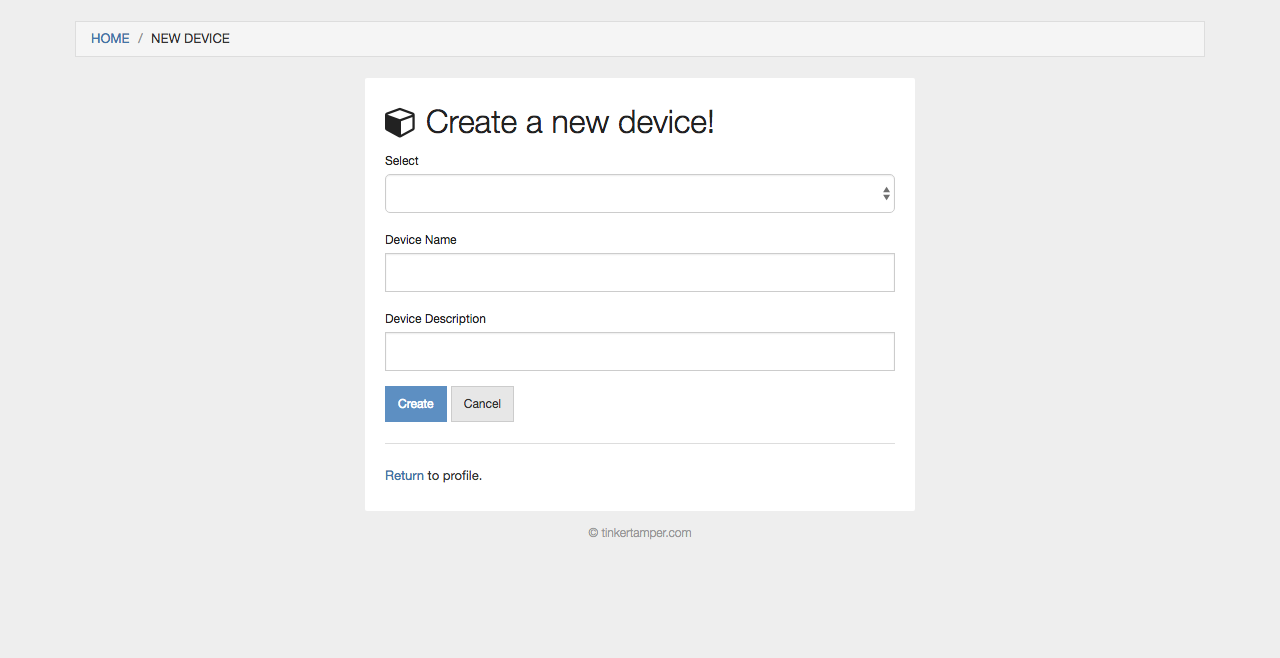 HOME / NEW DEVICE
Create a new device!
Select
Device Name
Device Description
Create Cancel
Return to profile.
© tinkertamper.com